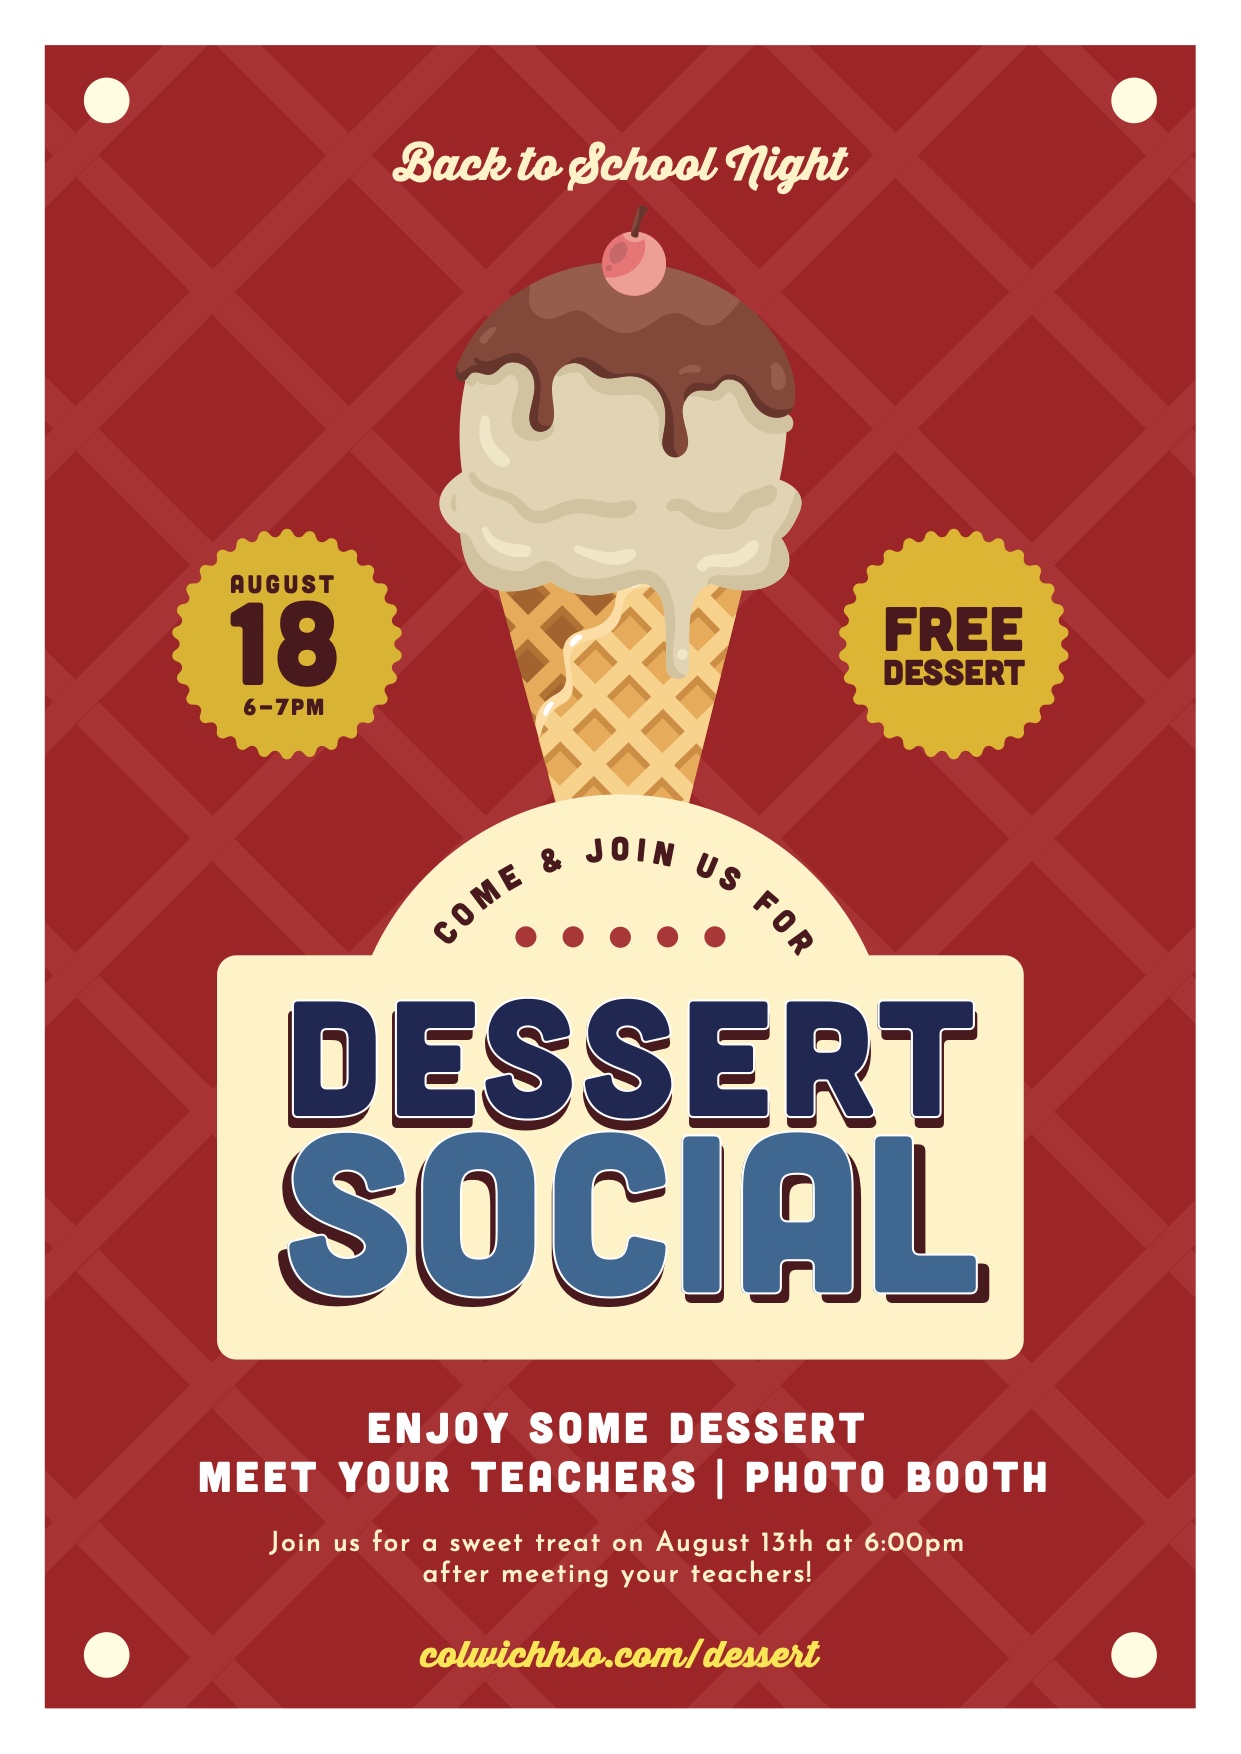 Back to School Night
AUGUST
18
6-7PM
FREE
DESSERT
COME & JOIN US FOR
DESSERT
SOCIAL
ENJOY SOME DESSERT
MEET YOUR TEACHERS | PHOTO BOOTH
Join us for a sweet treat on August 13th at 6:00pm
after meeting your teachers!
colwichhso.com/dessert